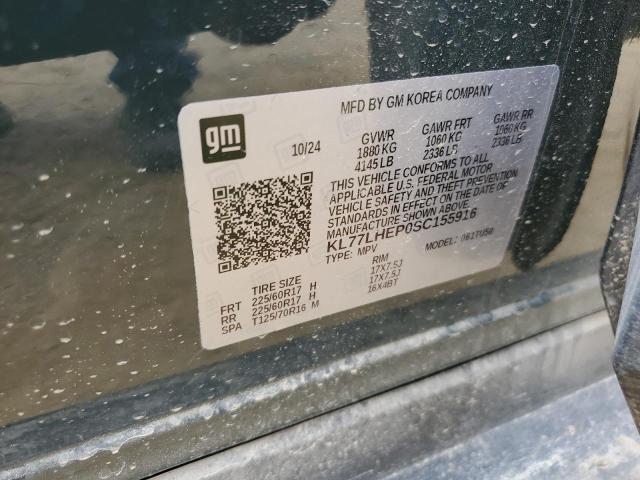 gm
MFD BY GM KOREA COMPANY
10/24 GVWR GAWR FRT GAWR RR
1880 KG 1060 KG 1060 KG
4145 LB 2336 LB 2336 LB
THIS VEHICLE CONFORMS TO ALL
APPLICABLE U.S. FEDERAL MOTOR
VEHICLE SAFETY AND THEFT PREVENTION
STANDARDS IN EFFECT ON THE DATE OF
MANUFACTURE SHOWN ABOVE.
KL77LHEP0SC155916
TYPE: MPV MODEL: 061TU58
TIRE SIZE RIM
FRT 225/60R17 H 17X7.5J
RR 225/60R17 H 17X7.5J
SPA T125/70R16 M 16X4BT